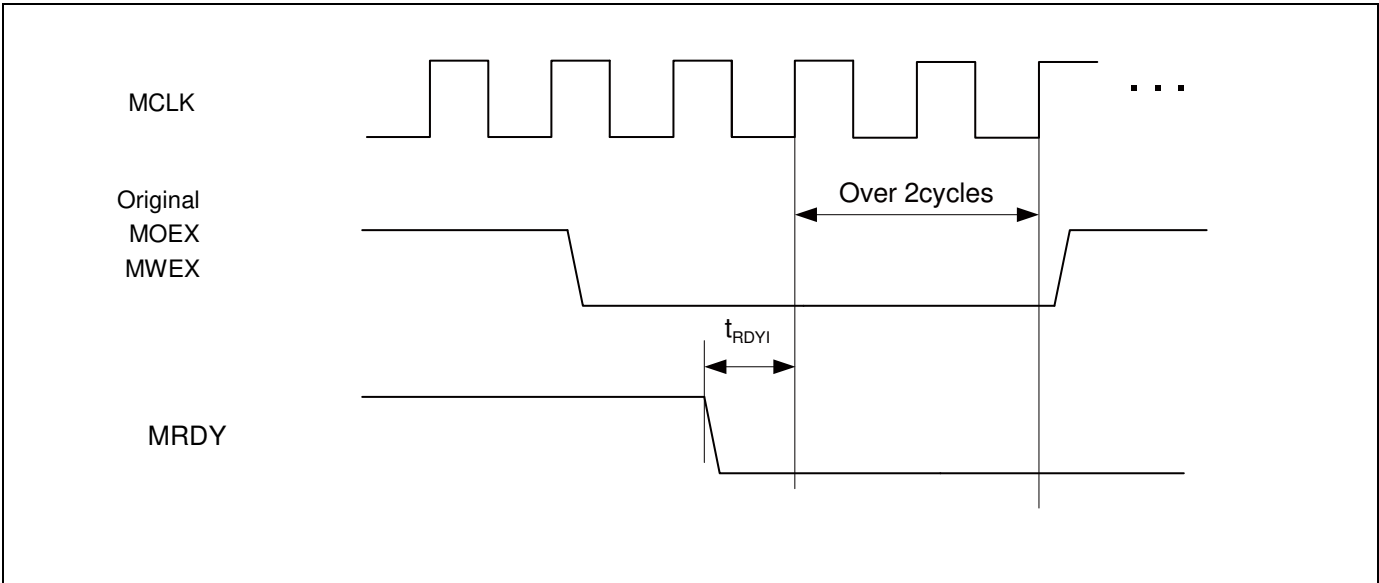 MCLK
Original
MOEX
MWEX
Over 2cycles
tRDYI
MRDY